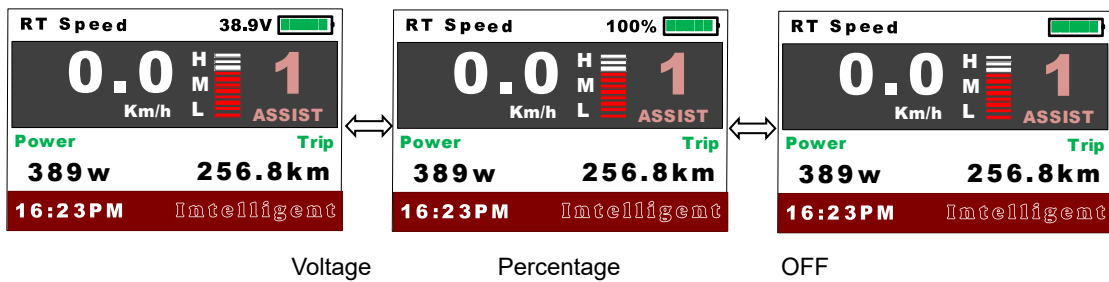 RT Speed 38.9V
0.0 H 1
M
Km/h L ASSIST
Power Trip
389w 256.8km
16:23PM Intelligent
RT Speed 100%
0.0 H 1
M
Km/h L ASSIST
Power Trip
389w 256.8km
16:23PM Intelligent
RT Speed
0.0 H 1
M
Km/h L ASSIST
Power Trip
389w 256.8km
16:23PM Intelligent
Voltage Percentage OFF